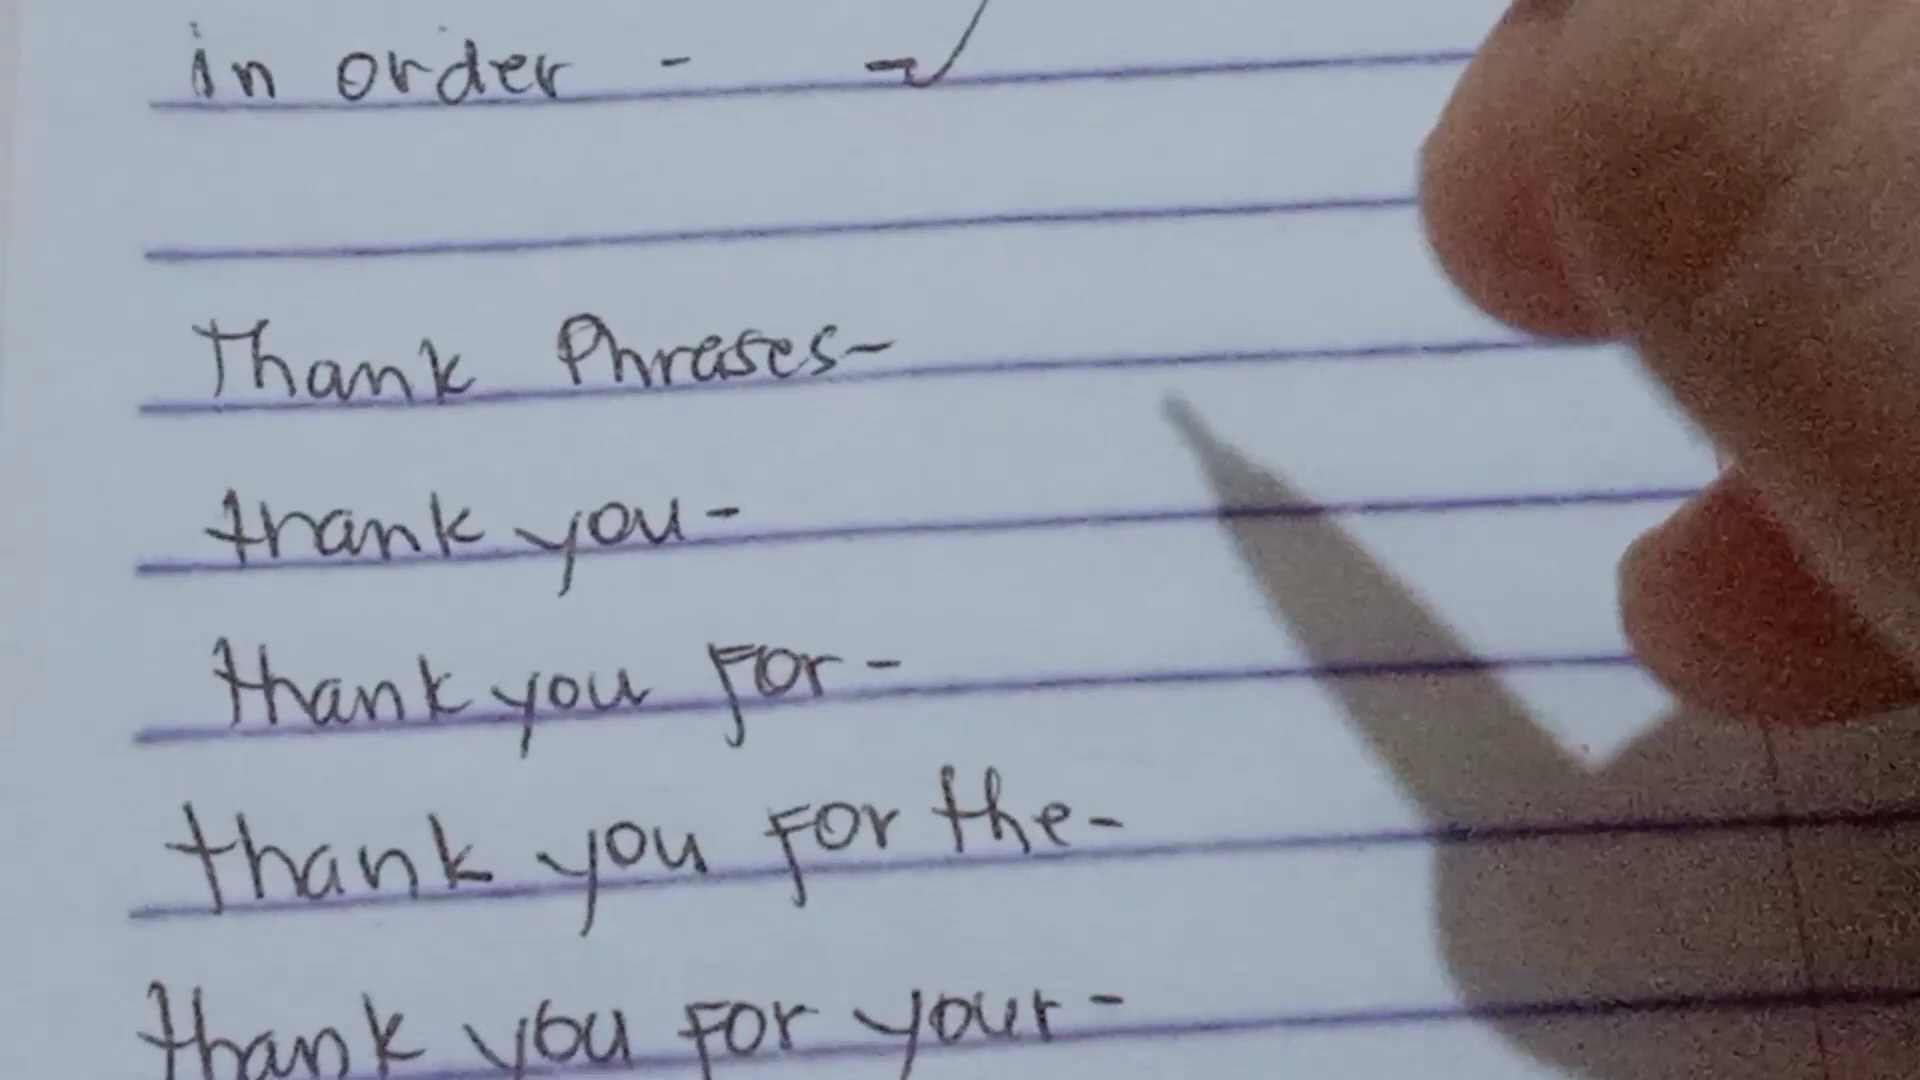 in order -
Thank Phrases-
thank you-
thank you For-
thank you For the-
thank you For your-